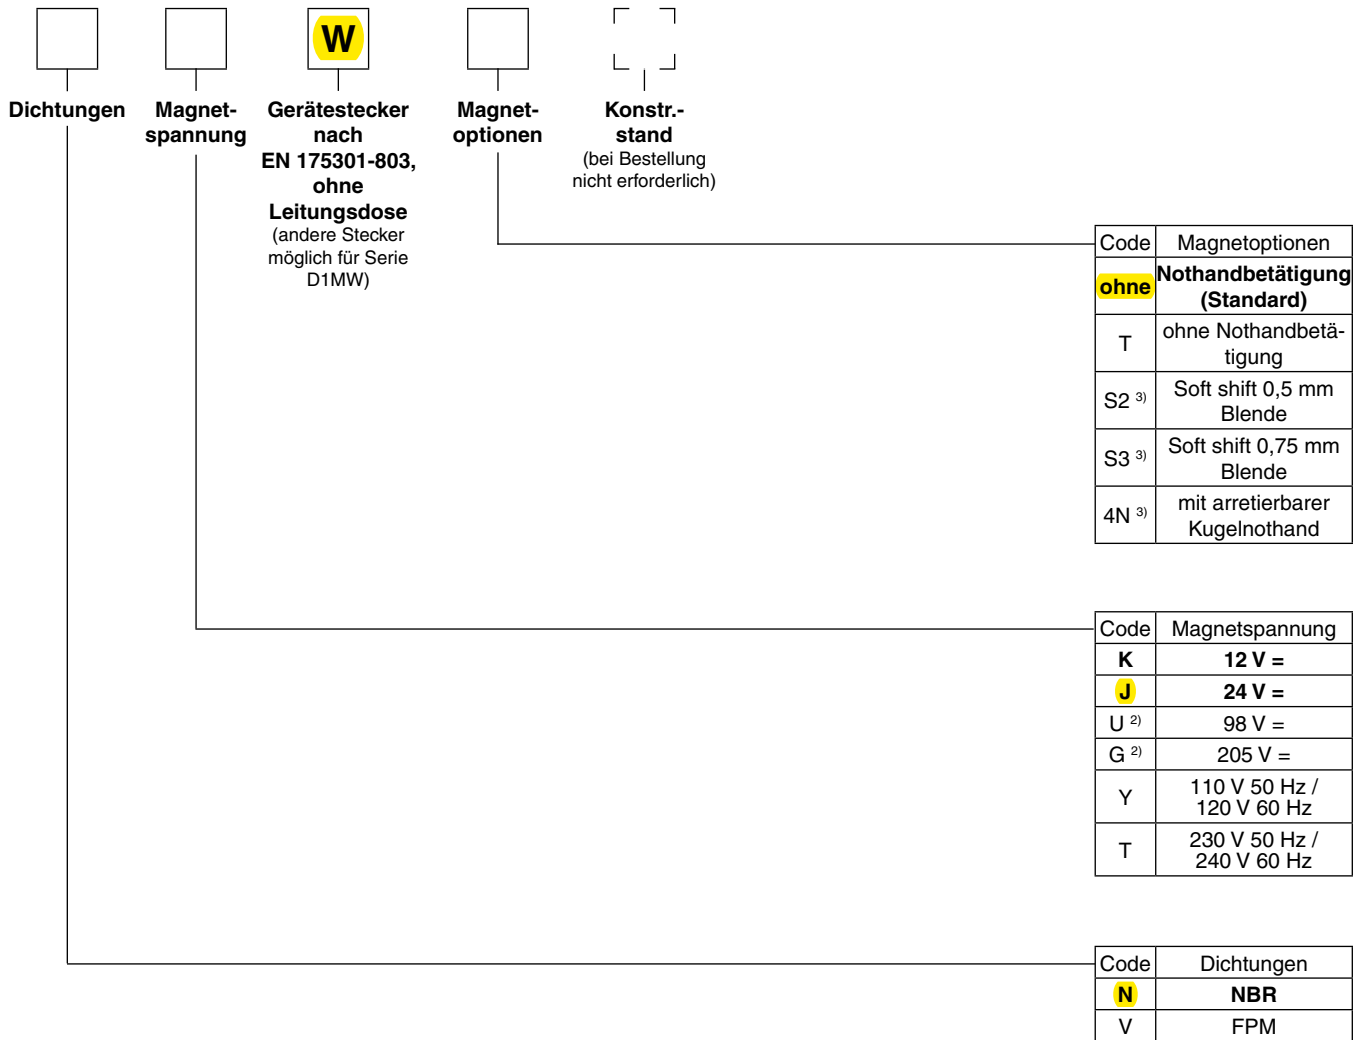 W
Dichtungen
Magnet-
spannung
Gerätestecker
nach
EN 175301-803,
ohne
Leitungsdose
(andere Stecker
möglich für Serie
D1MW)
Magnet-
optionen
Konstr.-
stand
(bei Bestellung
nicht erforderlich)
Code Magnetoptionen
ohne Nothandbetätigung
(Standard)
T ohne Nothandbetä-
tigung
S2 3) Soft shift 0,5 mm
Blende
S3 3) Soft shift 0,75 mm
Blende
4N 3) mit arretierbarer
Kugelnothand
Code Magnetspannung
K 12 V =
J 24 V =
U 2) 98 V =
G 2) 205 V =
Y 110 V 50 Hz /
120 V 60 Hz
T 230 V 50 Hz /
240 V 60 Hz
Code Dichtungen
N NBR
V FPM